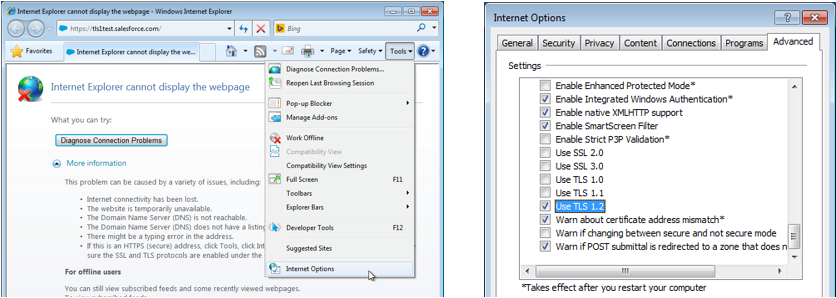 Internet Explorer cannot display the webpage - Windows Internet Explorer
https://tls1test.salesforce.com/
Bing
Favorites
Internet Explorer cannot display the we...
Page
Safety
Tools
Internet Explorer cannot display the webpage
What you can try:
Diagnose Connection Problems
More information
This problem can be caused by a variety of issues, including:
Internet connectivity has been lost.
The website is temporarily unavailable.
The Domain Name Server (DNS) is not reachable.
The Domain Name Server (DNS) does not have a listing
There might be a typing error in the address.
If this is an HTTPS (secure) address, click Tools, click Int
sure the SSL and TLS protocols are enabled under the
For offline users
You can still view subscribed feeds and some recently viewed webpages.
To view subscribed feeds
Diagnose Connection Problems...
Reopen Last Browsing Session
Pop-up Blocker
Manage Add-ons
Work Offline
Compatibility View
Compatibility View Settings
Full Screen F11
Toolbars
Explorer Bars
Developer Tools F12
Suggested Sites
Internet Options
Internet Options
General Security Privacy Content Connections Programs Advanced
Settings
Enable Enhanced Protected Mode*
Enable Integrated Windows Authentication*
Enable native XMLHTTP support
Enable SmartScreen Filter
Enable Strict P3P Validation*
Use SSL 2.0
Use SSL 3.0
Use TLS 1.0
Use TLS 1.1
Use TLS 1.2
Warn about certificate address mismatch*
Warn if changing between secure and not secure mode
Warn if POST submittal is redirected to a zone that does n
*Takes effect after you restart your computer